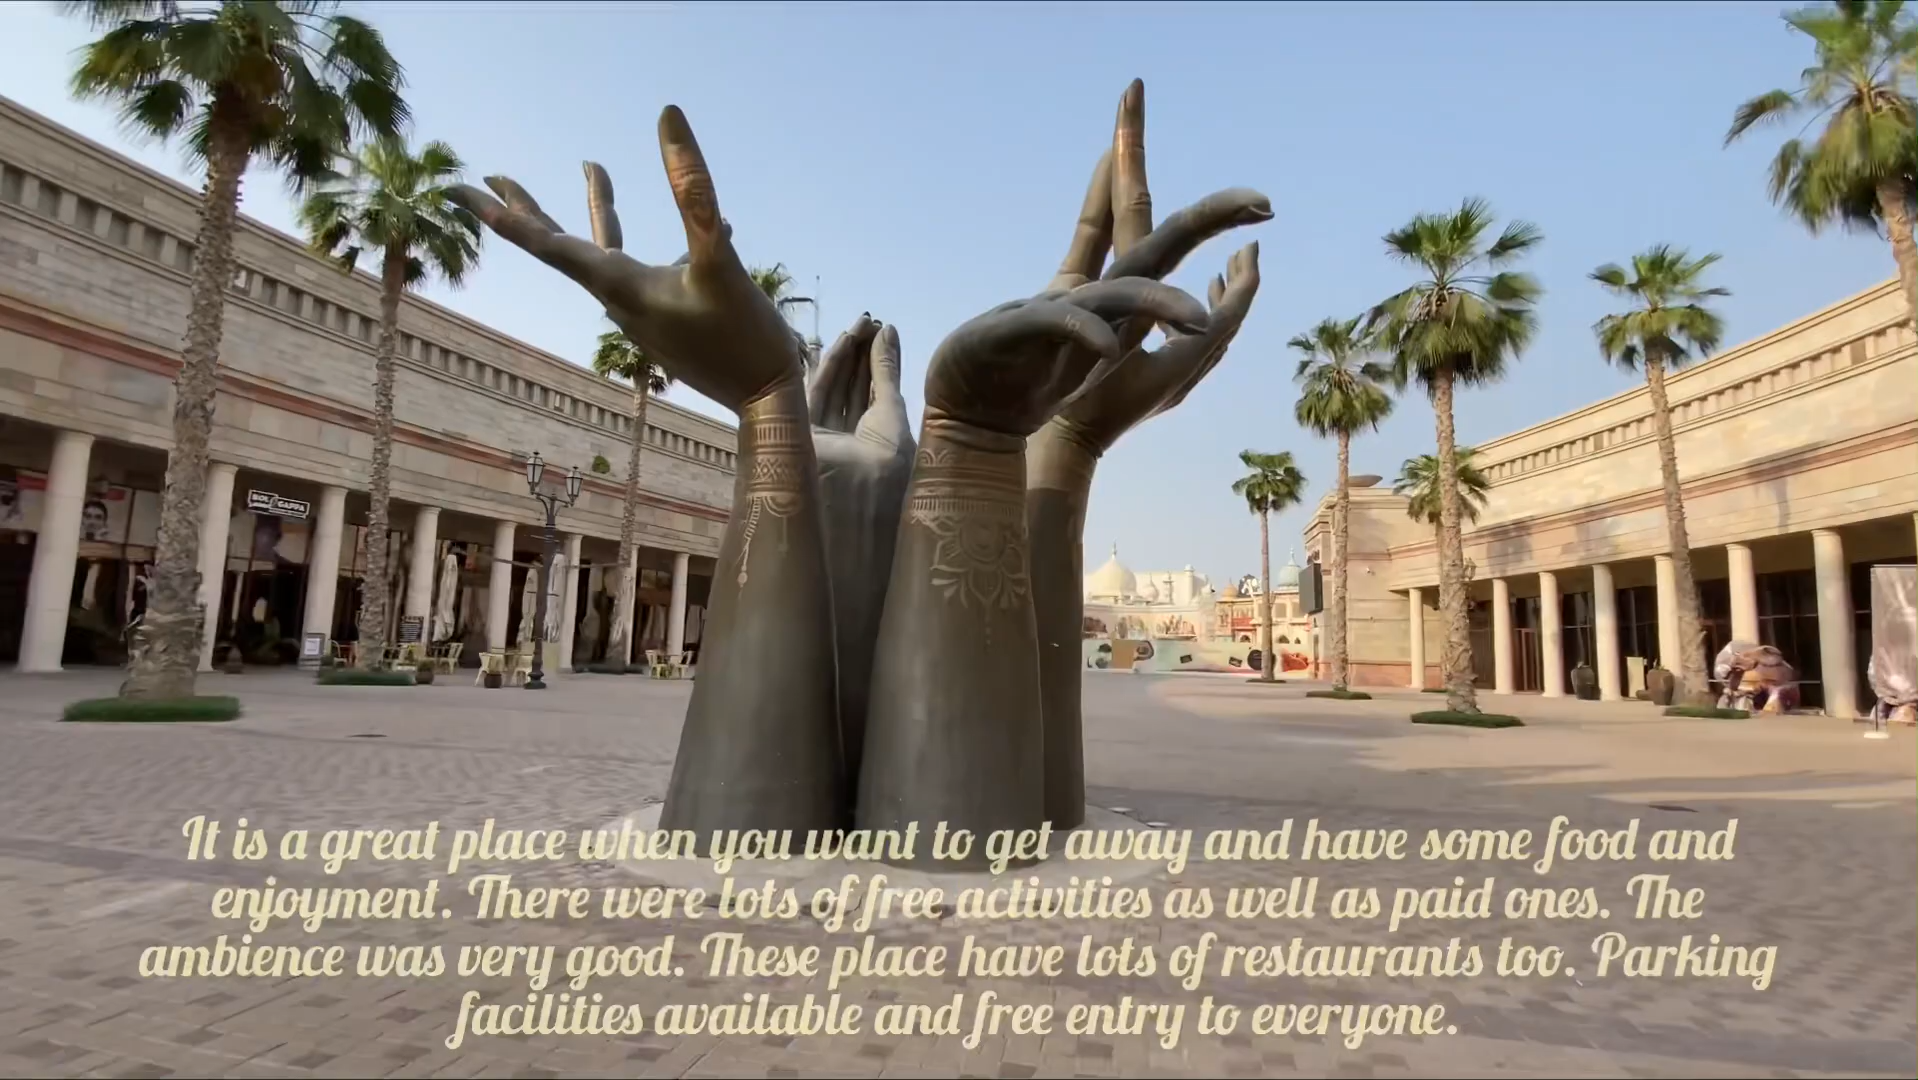 BOL GAPPA
It is a great place when you want to get away and have some food and
enjoyment. There were lots of free activities as well as paid ones. The
ambience was very good. These place have lots of restaurants too. Parking
facilities available and free entry to everyone.